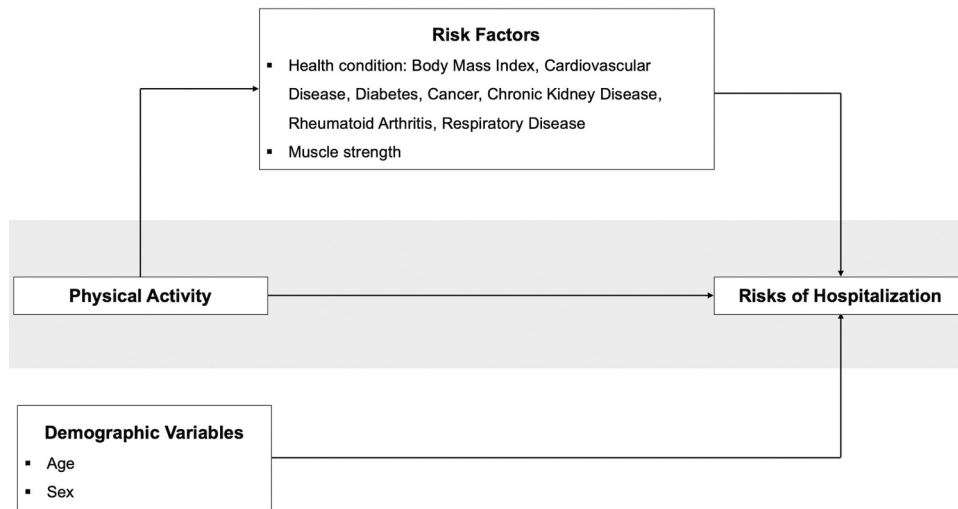 Risk Factors
▪ Health condition: Body Mass Index, Cardiovascular
Disease, Diabetes, Cancer, Chronic Kidney Disease,
Rheumatoid Arthritis, Respiratory Disease
▪ Muscle strength
Physical Activity
Risks of Hospitalization
Demographic Variables
▪ Age
▪ Sex